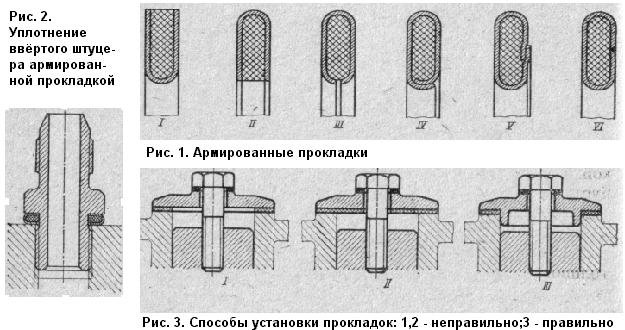 Рис. 2.
Уплотнение
ввёртого штуце-
ра армирован-
ной прокладкой
I II III IV V VI
Рис. 1. Армированные прокладки
I II III
Рис. 3. Способы установки прокладок: 1,2 - неправильно;3 - правильно